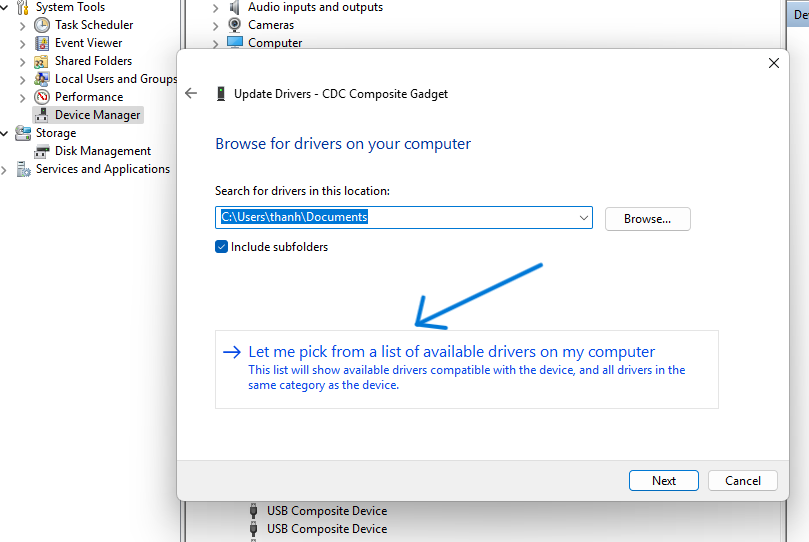 System Tools
Task Scheduler
Event Viewer
Shared Folders
Local Users and Groups
Performance
Device Manager
Storage
Disk Management
Services and Applications
Audio inputs and outputs
Cameras
Computer
Update Drivers - CDC Composite Gadget
Browse for drivers on your computer
Search for drivers in this location:
C:\Users\thanh\Documents
Browse...
Include subfolders
Let me pick from a list of available drivers on my computer
This list will show available drivers compatible with the device, and all drivers in the
same category as the device.
Next
Cancel
USB Composite Device
USB Composite Device